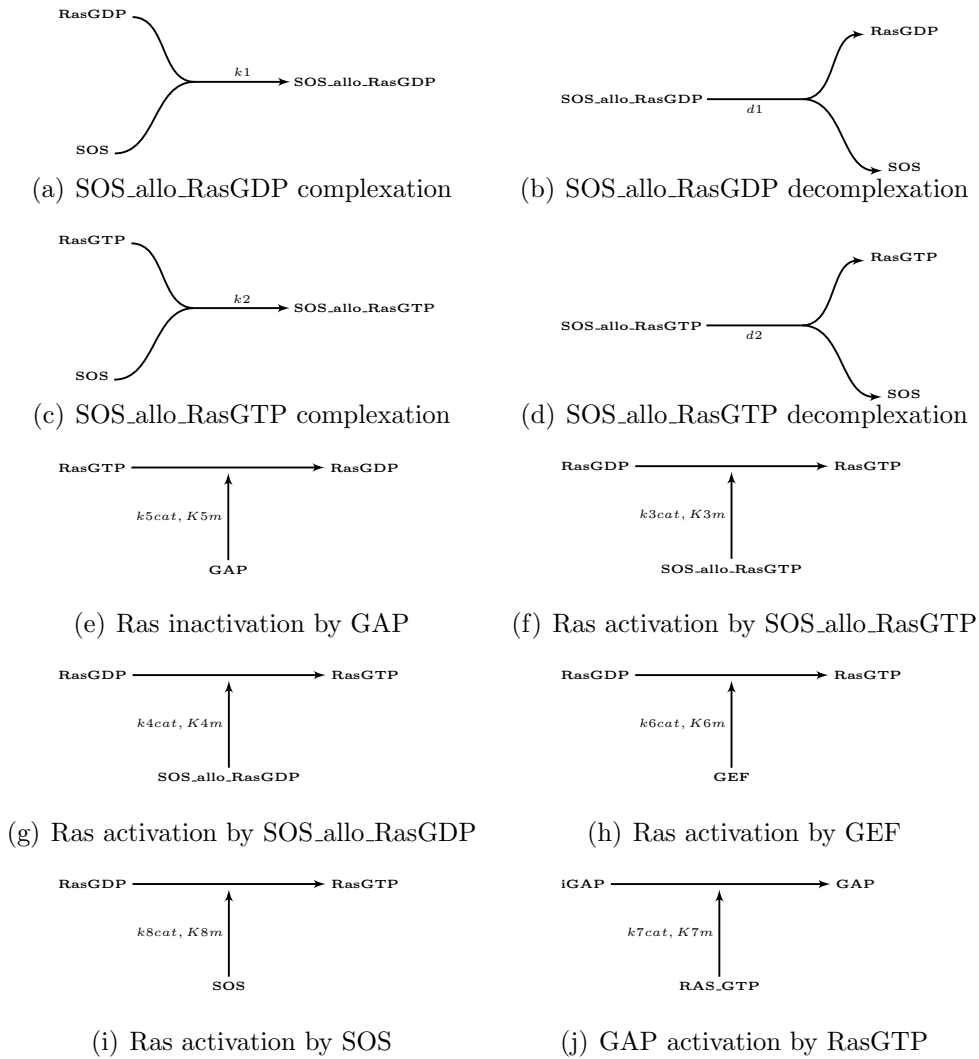 RasGDP
k1
SOS_allo_RasGDP
SOS
(a) SOS_allo_RasGDP complexation
RasGDP
SOS_allo_RasGDP
d1
SOS
(b) SOS_allo_RasGDP decomplexation
RasGTP
k2
SOS_allo_RasGTP
SOS
(c) SOS_allo_RasGTP complexation
RasGTP
SOS_allo_RasGTP
d2
SOS
(d) SOS_allo_RasGTP decomplexation
RasGTP
RasGDP
k5cat, K5m
GAP
(e) Ras inactivation by GAP
RasGDP
RasGTP
k3cat, K3m
SOS_allo_RasGTP
(f) Ras activation by SOS_allo_RasGTP
RasGDP
RasGTP
k4cat, K4m
SOS_allo_RasGDP
(g) Ras activation by SOS_allo_RasGDP
RasGDP
RasGTP
k6cat, K6m
GEF
(h) Ras activation by GEF
RasGDP
RasGTP
k8cat, K8m
SOS
(i) Ras activation by SOS
iGAP
GAP
k7cat, K7m
RAS_GTP
(j) GAP activation by RasGTP